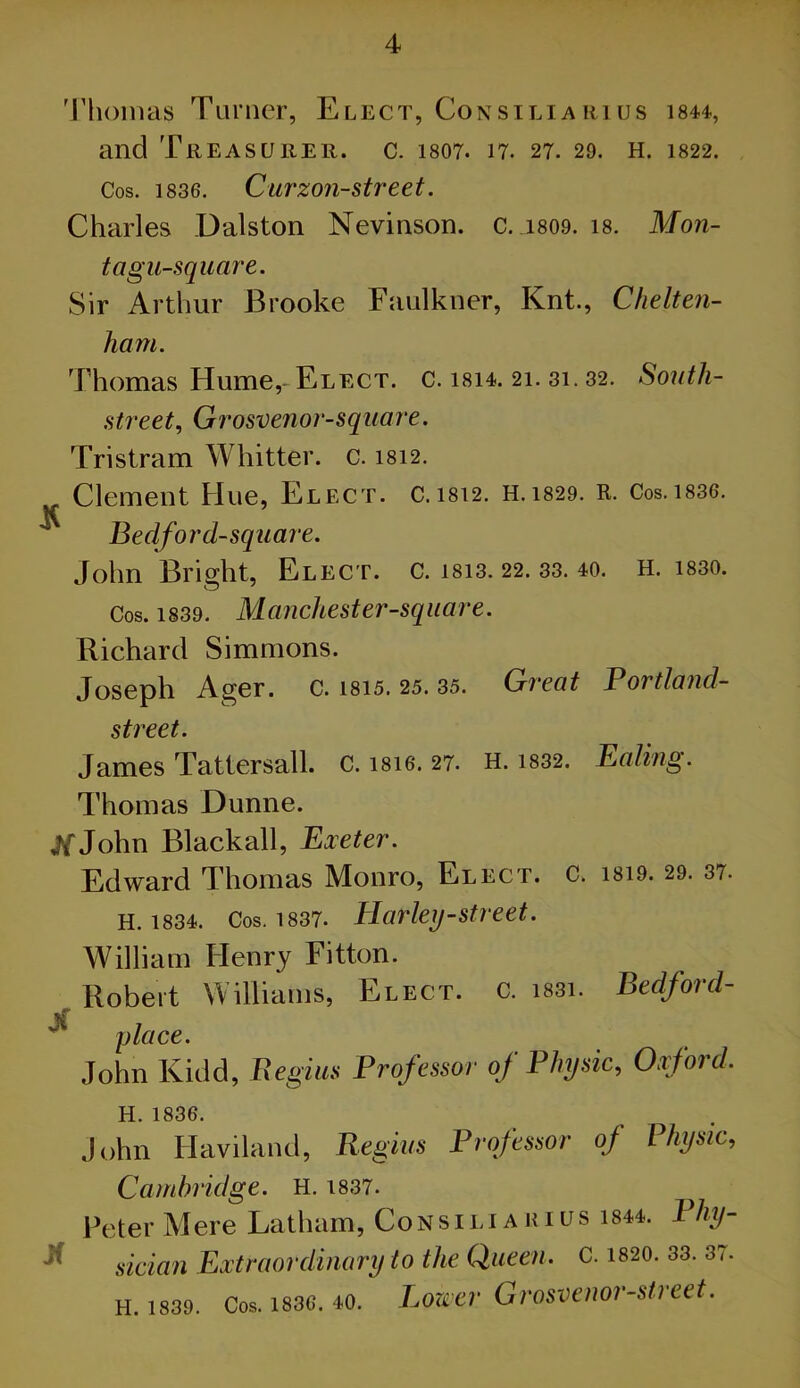 4
Thomas Turner, Elect, Consiliarius 1844,
and Treasurer. C. 1807. 17. 27. 29. H. 1822.
Cos. 1836. Curzon-street.
Charles Dalston Nevinson. C. 1809. 18. Mon-
tagu-square.
Sir Arthur Brooke Faulkner, Knt., Chelten-
ham.
Thomas Hume, Elect. C. 1814. 21. 31. 32. South-
street, Grosvenor-square.
Tristram Whitter. C. 1812.
Clement Hue, Elect. C. 1812. H. 1829. R. Cos. 1836.
Bedford-square.
John Bright, Elect. C. 1813. 22. 33. 40. H. 1830.
Cos. 1839. Manchester-square.
Richard Simmons.
Joseph Ager. C. 1815. 25. 35. Great Portland-
street.
James Tattersall. C. 1816. 27. H. 1832. Ealing.
Thomas Dunne.
John Blackall, Exeter.
Edward Thomas Monro, Elect. C. 1819. 29. 37.
H. 1834. Cos. 1837. Harley-street.
William Henry Fitton.
Robert Williams, Elect. C. 1831. Bedford-
place.
John Kidd, Regius Professor of Physic, Oxford.
H. 1836.
John Haviland, Regius Professor of Physic,
Cambridge. H. 1837.
Peter Mere Latham, Consiliarius 1844. Phy-
sician Extraordinary to the Queen. C. 1820. 33. 37.
H. 1839. Cos. 1836. 40. Lower Grosvenor-street.